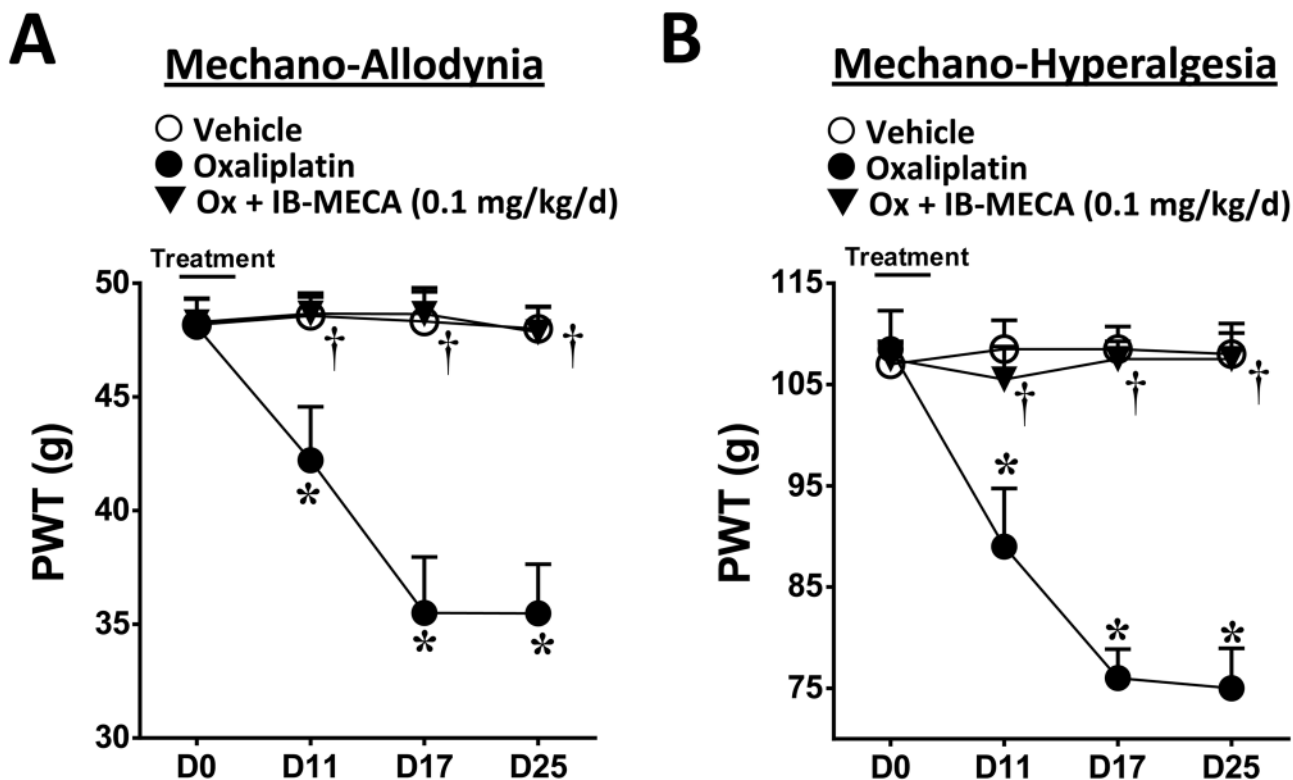 A
Mechano-Allodynia
Vehicle
Oxaliplatin
Ox + IB-MECA (0.1 mg/kg/d)
Treatment
50
45
40
35
30
PWT (g)
†
†
†
*
*
*
D0 D11 D17 D25
B
Mechano-Hyperalgesia
Vehicle
Oxaliplatin
Ox + IB-MECA (0.1 mg/kg/d)
Treatment
115
105
95
85
75
PWT (g)
†
†
†
*
*
*
D0 D11 D17 D25